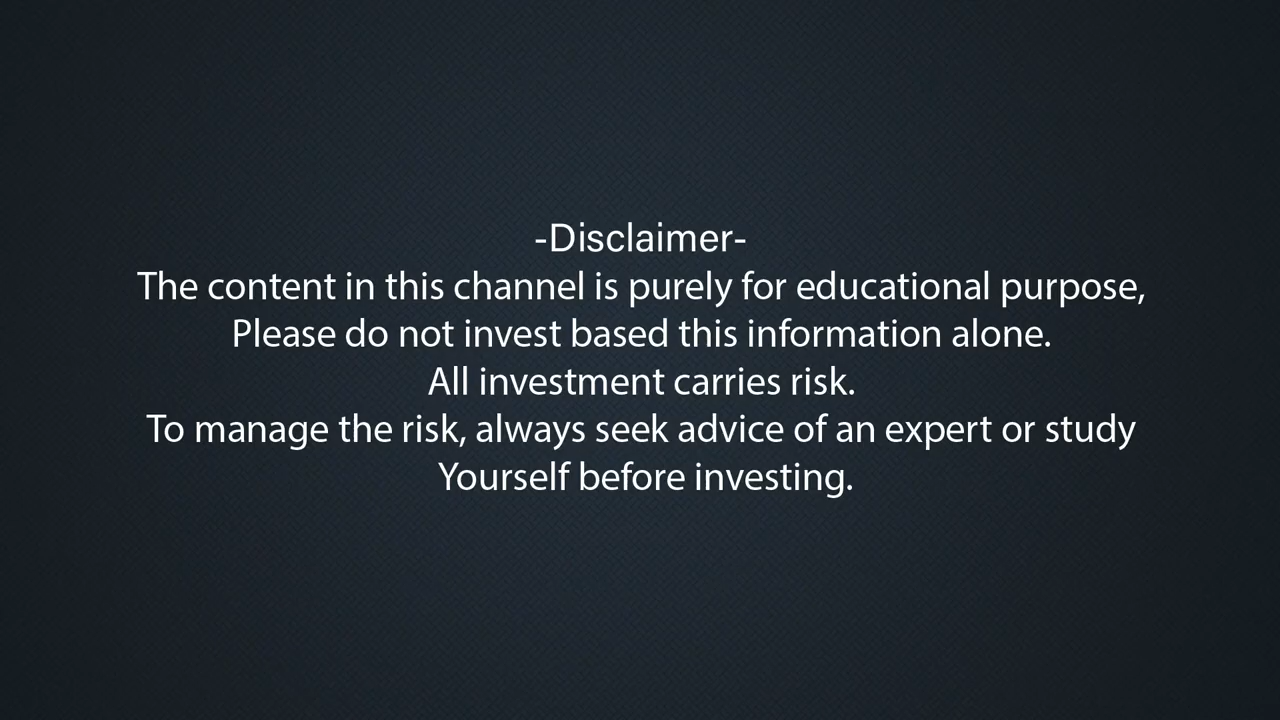 -Disclaimer-
The content in this channel is purely for educational purpose,
Please do not invest based this information alone.
All investment carries risk.
To manage the risk, always seek advice of an expert or study
Yourself before investing.